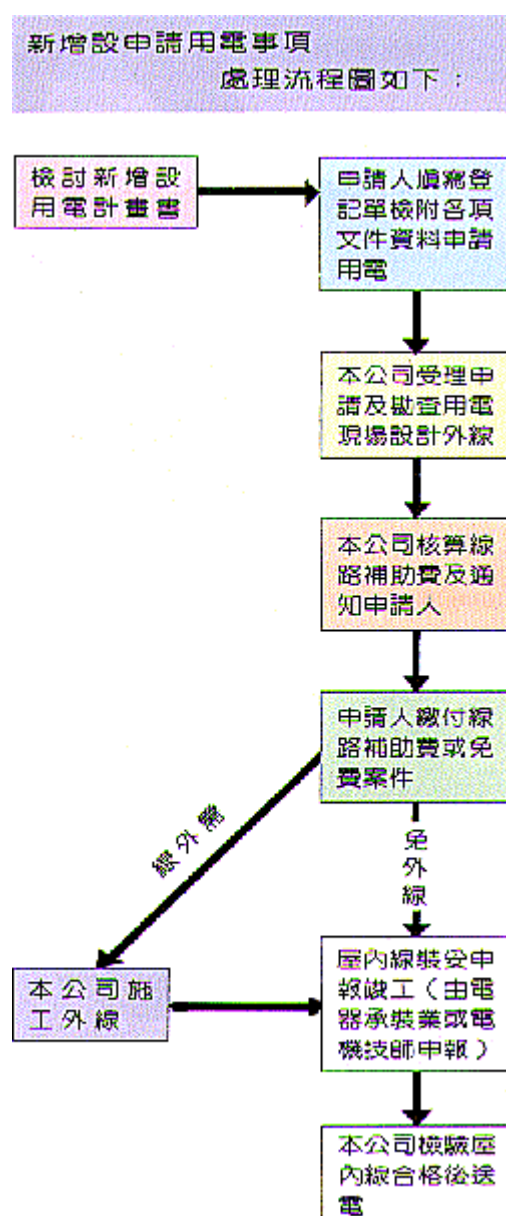 新增設申請用電事項
處理流程圖如下：
檢討新增設
用電計畫書
申請人填寫登
記單檢附各項
文件資料申請
用電
本公司受理申
請及勘查用電
現場設計外線
本公司核算線
路補助費及通
知申請人
申請人繳付線
路補助費或免
費案件
線外需
免外線
本公司施
工外線
屋內線裝妥申
報竣工（由電
器承裝業或電
機技師申報）
本公司檢驗屋
內線合格後送
電